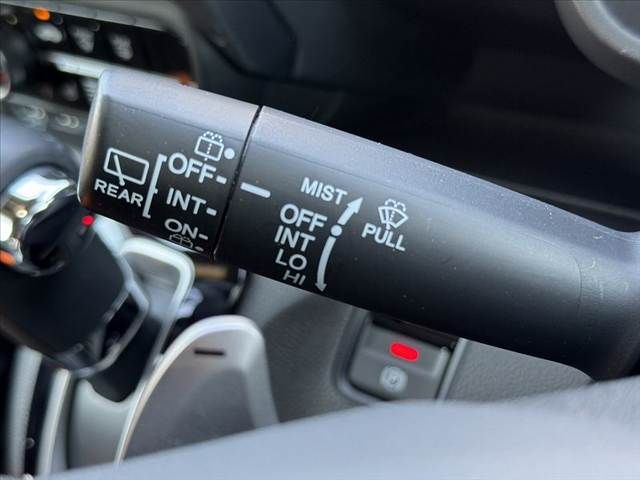 REAR
OFF
INT
ON
MIST
OFF
INT
LO
HI
PULL